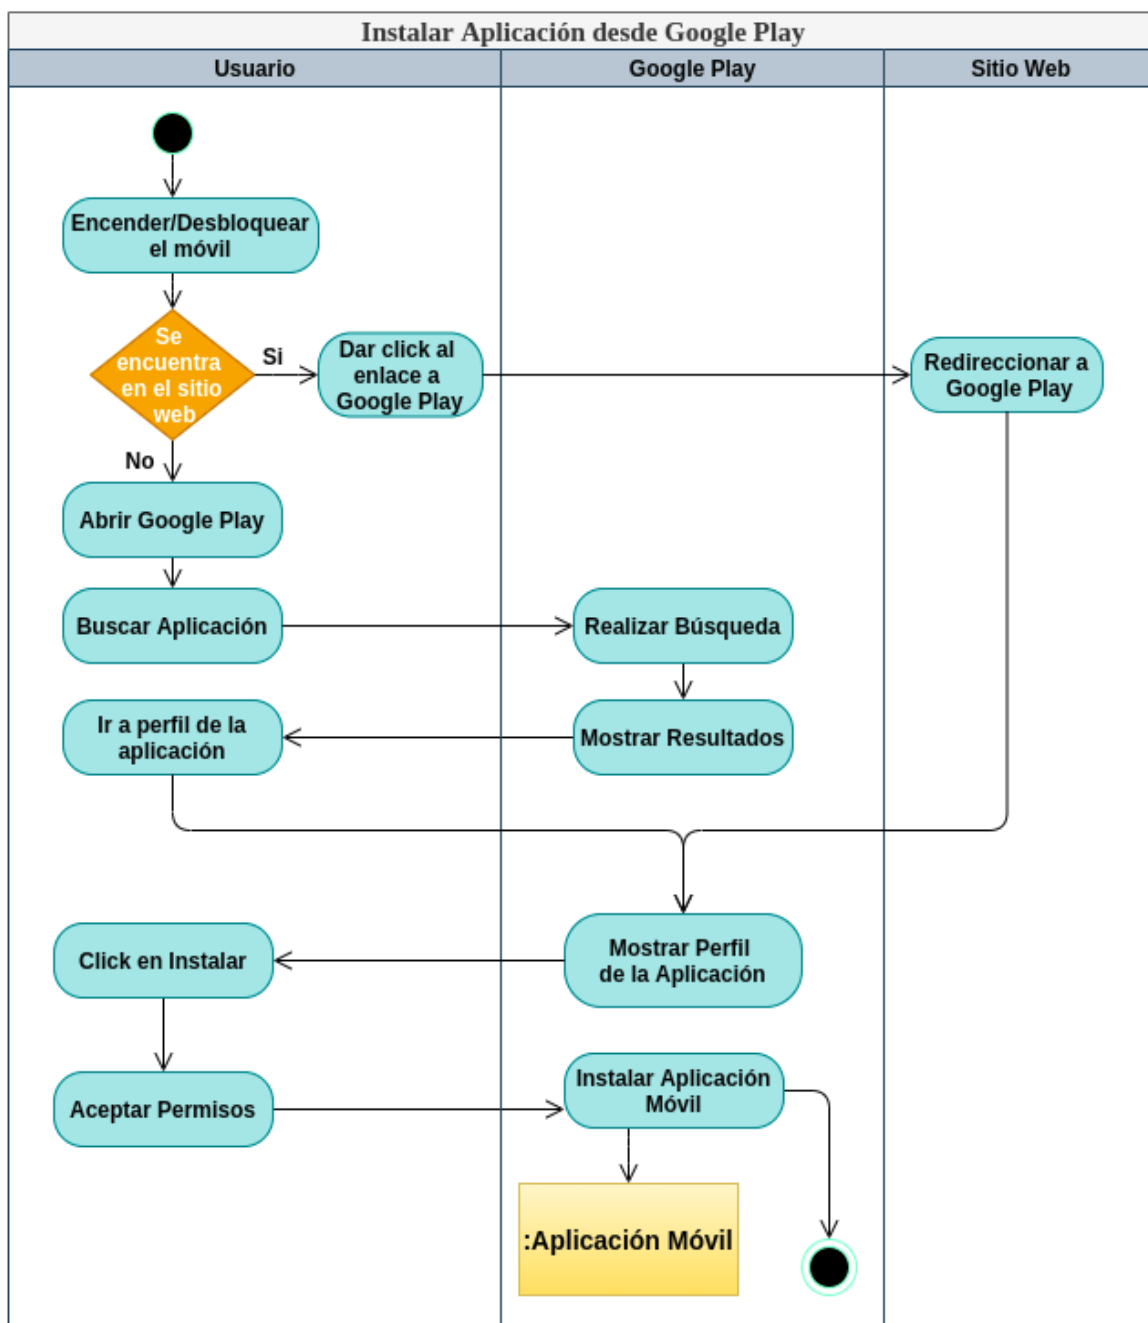 Instalar Aplicación desde Google Play
Usuario
Google Play
Sitio Web
Encender/Desbloquear
el móvil
Se
encuentra
en el sitio
web
Si
Dar click al
enlace a
Google Play
Redireccionar a
Google Play
No
Abrir Google Play
Buscar Aplicación
Realizar Búsqueda
Ir a perfil de la
aplicación
Mostrar Resultados
Click en Instalar
Mostrar Perfil
de la Aplicación
Aceptar Permisos
Instalar Aplicación
Móvil
:Aplicación Móvil